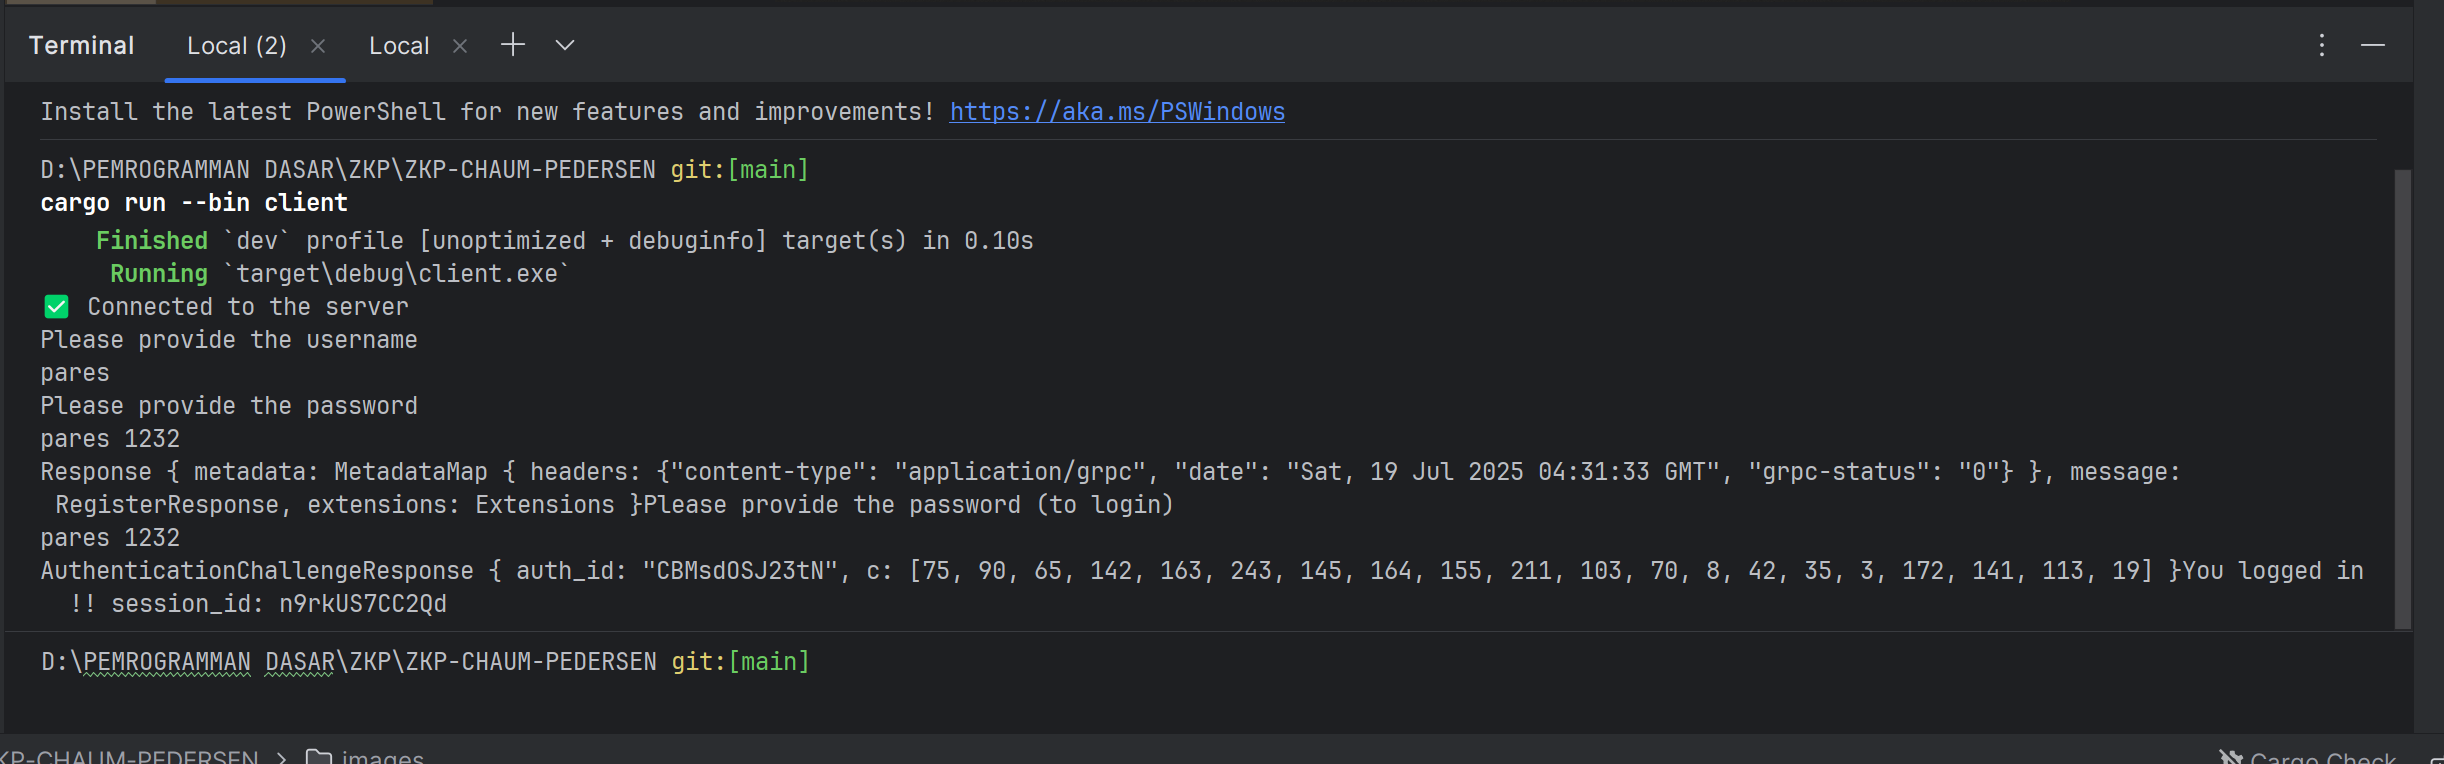 Terminal Local (2) Local
Install the latest PowerShell for new features and improvements! https://aka.ms/PSWindows
D:\PEMROGRAMMAN DASAR\ZKP\ZKP-CHAUM-PEDERSEN git:[main]
cargo run --bin client
Finished `dev` profile [unoptimized + debuginfo] target(s) in 0.10s
Running `target\debug\client.exe`
✅ Connected to the server
Please provide the username
pares
Please provide the password
pares 1232
Response { metadata: MetadataMap { headers: {"content-type": "application/grpc", "date": "Sat, 19 Jul 2025 04:31:33 GMT", "grpc-status": "0"} }, message:
RegisterResponse, extensions: Extensions }Please provide the password (to login)
pares 1232
AuthenticationChallengeResponse { auth_id: "CBMsdOSJ23tN", c: [75, 90, 65, 142, 163, 243, 145, 164, 155, 211, 103, 70, 8, 42, 35, 3, 172, 141, 113, 19] }You logged in
!! session_id: n9rkUS7CC2Qd
D:\PEMROGRAMMAN DASAR\ZKP\ZKP-CHAUM-PEDERSEN git:[main]
KP-CHAUM-PEDERSEN > images Cargo Check